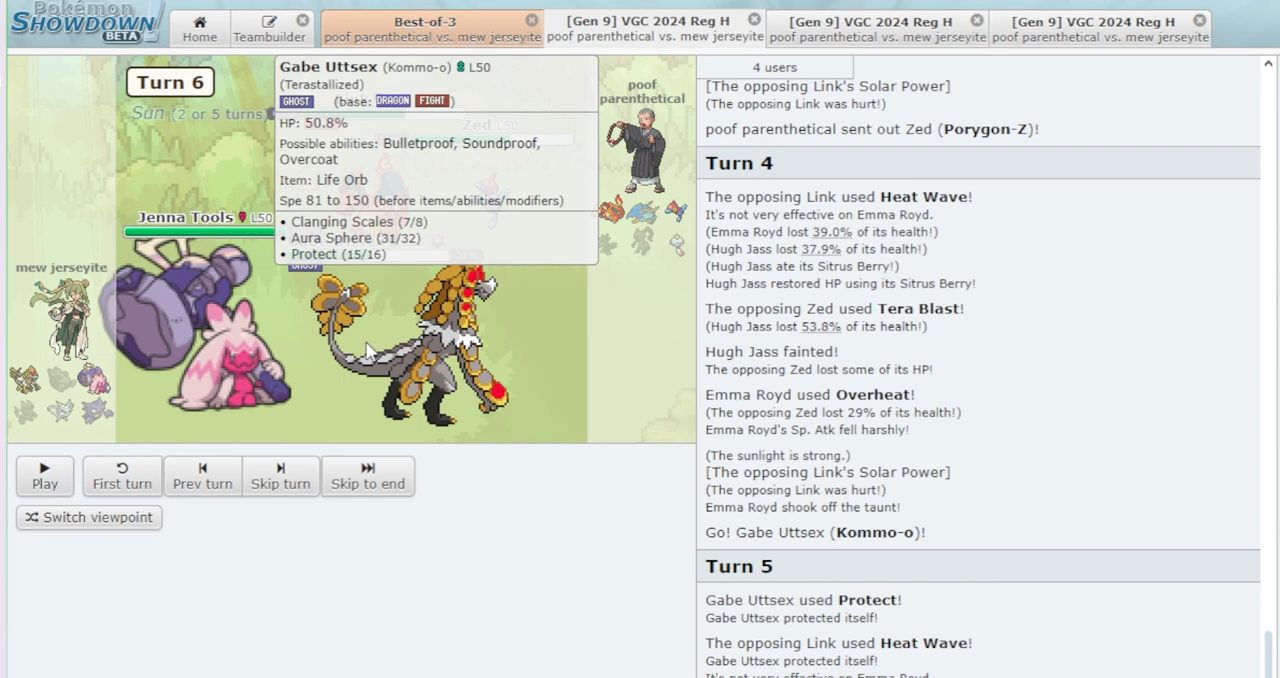 Pokémon
SHOWDOWN
BETA
Home
Teambuilder
Best-of-3
poof parenthetical vs. mew jerseyite
[Gen 9] VGC 2024 Reg H
poof parenthetical vs. mew jerseyite
[Gen 9] VGC 2024 Reg H
poof parenthetical vs. mew jerseyite
[Gen 9] VGC 2024 Reg H
poof parenthetical vs. mew jerseyite
Turn 6
Sun (2 or 5 turns)
Gabe Uttsex (Kommo-o) L50
(Terastallized)
GHOST (base: DRAGON FIGHT)
HP: 50.8%
Possible abilities: Bulletproof, Soundproof,
Overcoat
Item: Life Orb
Spe 81 to 150 (before items/abilities/modifiers)
• Clanging Scales (7/8)
• Aura Sphere (31/32)
• Protect (15/16)
Zed L50
GHOST
Jenna Tools L50
mew jerseyite
poof
parenthetical
Play
First turn
Prev turn
Skip turn
Skip to end
Switch viewpoint
4 users
[The opposing Link's Solar Power]
(The opposing Link was hurt!)
poof parenthetical sent out Zed (Porygon-Z)!
Turn 4
The opposing Link used Heat Wave!
It's not very effective on Emma Royd.
(Emma Royd lost 39.0% of its health!)
(Hugh Jass lost 37.9% of its health!)
(Hugh Jass ate its Sitrus Berry!)
Hugh Jass restored HP using its Sitrus Berry!
The opposing Zed used Tera Blast!
(Hugh Jass lost 53.8% of its health!)
Hugh Jass fainted!
The opposing Zed lost some of its HP!
Emma Royd used Overheat!
(The opposing Zed lost 29% of its health!)
Emma Royd's Sp. Atk fell harshly!
(The sunlight is strong.)
[The opposing Link's Solar Power]
(The opposing Link was hurt!)
Emma Royd shook off the taunt!
Go! Gabe Uttsex (Kommo-o)!
Turn 5
Gabe Uttsex used Protect!
Gabe Uttsex protected itself!
The opposing Link used Heat Wave!
Gabe Uttsex protected itself!
It's not very effective on Emma Royd.